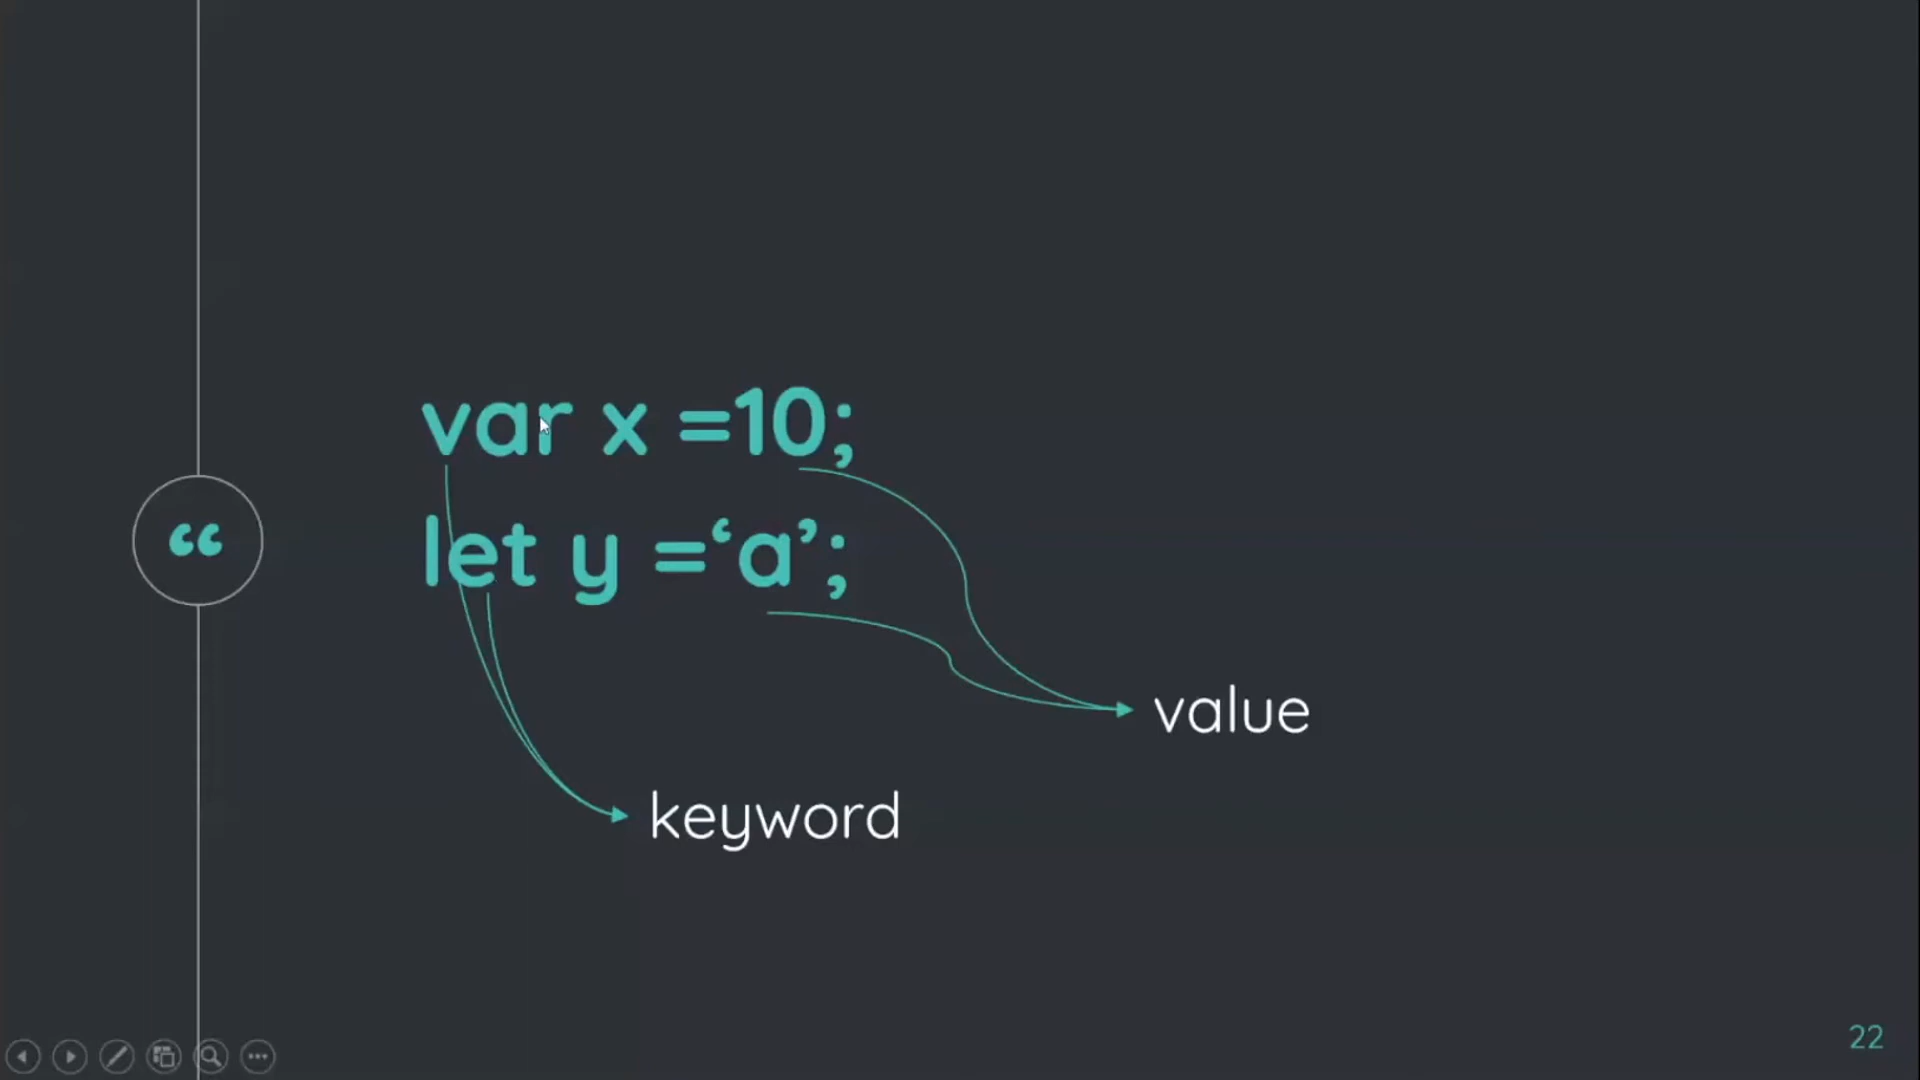 var x =10;
“
let y =‘a’;
value
keyword
22